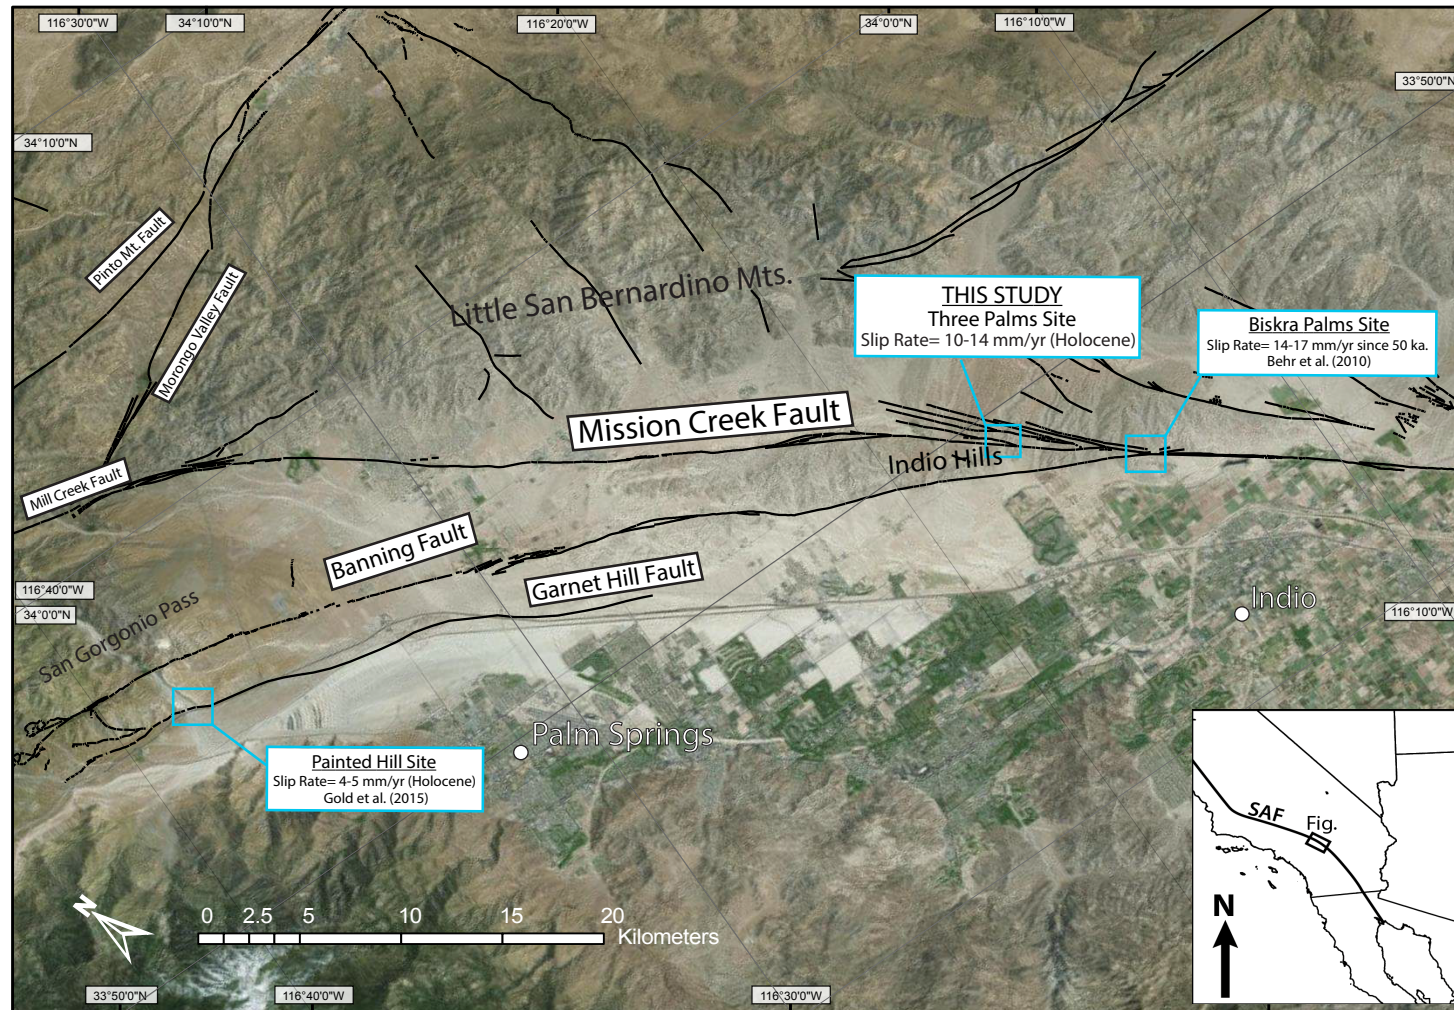 116°30'0"W
34°10'0"N
116°20'0"W
34°0'0"N
116°10'0"W
33°50'0"N
34°10'0"N
Pinto Mt. Fault
Morongo Valley Fault
Little San Bernardino Mts.
THIS STUDY
Three Palms Site
Slip Rate= 10-14 mm/yr (Holocene)
Biskra Palms Site
Slip Rate= 14-17 mm/yr since 50 ka.
Behr et al. (2010)
Mission Creek Fault
Indio Hills
Mill Creek Fault
Banning Fault
Garnet Hill Fault
116°40'0"W
34°0'0"N
San Gorgonio Pass
Indio
116°10'0"W
Palm Springs
Painted Hill Site
Slip Rate= 4-5 mm/yr (Holocene)
Gold et al. (2015)
SAF
Fig.
N
N
0 2.5 5 10 15 20
Kilometers
33°50'0"N
116°40'0"W
116°30'0"W